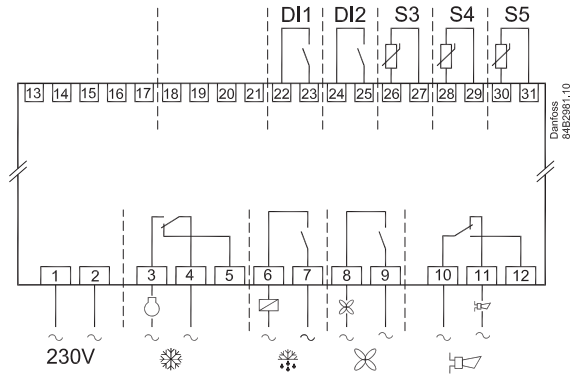 DI1 DI2 S3 S4 S5
13 14 15 16 17 18 19 20 21 22 23 24 25 26 27 28 29 30 31
Danfoss
84B2981.10
1 2 3 4 5 6 7 8 9 10 11 12
230V